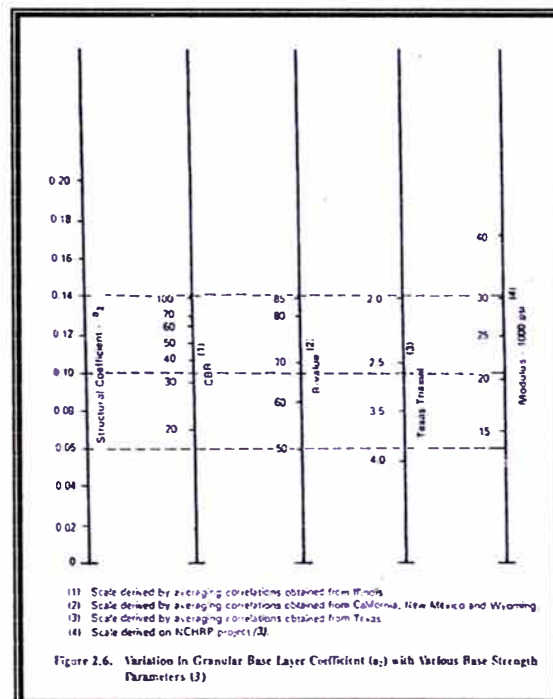 0.20
0.18
0.16
0.14
0.12
0.10
0.08
0.06
0.04
0.02
0
Structural Coefficient - a2
100
70
60
50
40
30
20
CBR (1)
85
80
70
60
50
R-value (2)
2.0
2.5
3.5
4.0
Texas Triaxial (3)
40
30
25
20
15
Modulus - 1000 psi (4)
(1) Scale derived by averaging correlations obtained from Illinois.
(2) Scale derived by averaging correlations obtained from California, New Mexico and Wyoming.
(3) Scale derived by averaging correlations obtained from Texas.
(4) Scale derived on NCHRP project (3).
Figure 2.6. Variation in Granular Base Layer Coefficient (a2) with Various Base Strength
Parameters (3)